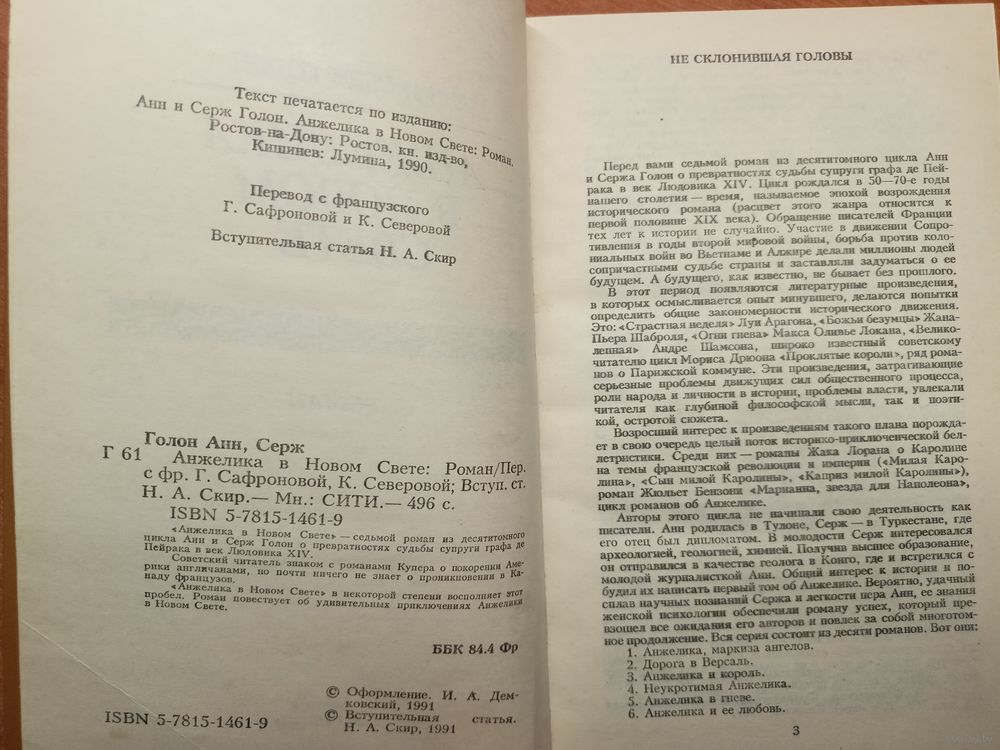 Текст печатается по изданию:
Анн и Серж Голон. Анжелика в Новом Свете: Роман.
Ростов-на-Дону: Ростов. кн. изд-во,
Кишинев: Лумина, 1990.
Перевод с французского
Г. Сафроновой и К. Северовой
Вступительная статья Н. А. Скир
Голон Анн, Серж
Г 61
Анжелика в Новом Свете: Роман/Пер.
с фр. Г. Сафроновой, К. Северовой; Вступ. ст.
Н. А. Скир.— Мн.: СИТИ.— 496 с.
ISBN 5-7815-1461-9
«Анжелика в Новом Свете» — седьмой роман из десятитомного
цикла Анн и Серж Голон о превратностях судьбы супруги графа де
Пейрака в век Людовика XIV.
Советский читатель знаком с романами Купера о покорении Аме-
рики англичанами, но почти ничего не знает о проникновении в Ка-
наду французов.
«Анжелика в Новом Свете» в некоторой степени восполняет этот
пробел. Роман повествует об удивительных приключениях Анжелики
в Новом Свете.
ББК 84.4 Фр
© Оформление. И. А. Дем-
ковский, 1991
© Вступительная статья.
Н. А. Скир, 1991
ISBN 5-7815-1461-9
НЕ СКЛОНИВШАЯ ГОЛОВЫ
Перед вами седьмой роман из десятитомного цикла Анн
и Сержа Голон о превратностях судьбы супруги графа де Пей-
рака в век Людовика XIV. Цикл рождался в 50—70-е годы
нашего столетия — время, называемое эпохой возрождения
исторического романа (расцвет этого жанра относится к
первой половине XIX века). Обращение писателей Франции
тех лет к истории не случайно. Участие в движении Сопро-
тивления в годы второй мировой войны, борьба против коло-
ниальных войн во Вьетнаме и Алжире делали миллионы людей
сопричастными судьбе страны и заставляли задуматься о ее
будущем. А будущего, как известно, не бывает без прошлого.
В этот период появляются литературные произведения,
в которых осмысливается опыт минувшего, делаются попытки
определить общие закономерности исторического движения.
Это: «Страстная неделя» Луи Арагона, «Божьи безумцы» Жана-
Пьера Шаброля, «Огни гнева» Макса Оливье Локана, «Велико-
лепная» Андре Шамсона, широко известный советскому
читателю цикл Мориса Дрюона «Проклятые короли», ряд рома-
нов о Парижской коммуне. Эти произведения, затрагивающие
серьезные проблемы движущих сил общественного процесса,
роли народа и личности в истории, проблемы власти, увлекали
читателя как глубиной философской мысли, так и поэти-
кой, остротой сюжета.
Возросший интерес к произведениям такого плана порожда-
ет в свою очередь целый поток историко-приключенческой бел-
летристики. Среди них — романы Жака Лорана о Каролине
на темы французской революции и империи («Милая Каро-
лина», «Сын милой Каролины», «Каприз милой Каролины»),
роман Жюльет Бензони «Марианна, звезда для Наполеона»,
цикл романов об Анжелике.
Авторы этого цикла не начинали свою деятельность как
писатели. Анн родилась в Тулоне, Серж — в Туркестане, где
его отец был дипломатом. В молодости Серж интересовался
археологией, геологией, химией. Получив высшее образование,
он отправился в качестве геолога в Конго, где и встретился с
молодой журналисткой Анн. Общий интерес к истории и по-
будил их написать первый том об Анжелике. Вероятно, удачный
сплав научных познаний Сержа и легкости пера Анн, ее знания
женской психологии обеспечили роману успех, который пре-
взошел все ожидания его авторов и повлек за собой многотом-
ное продолжение. Вся серия состоит из десяти романов. Вот они:
1. Анжелика, маркиза ангелов.
2. Дорога в Версаль.
3. Анжелика и король.
4. Неукротимая Анжелика.
5. Анжелика в гневе.
6. Анжелика и ее любовь.
3